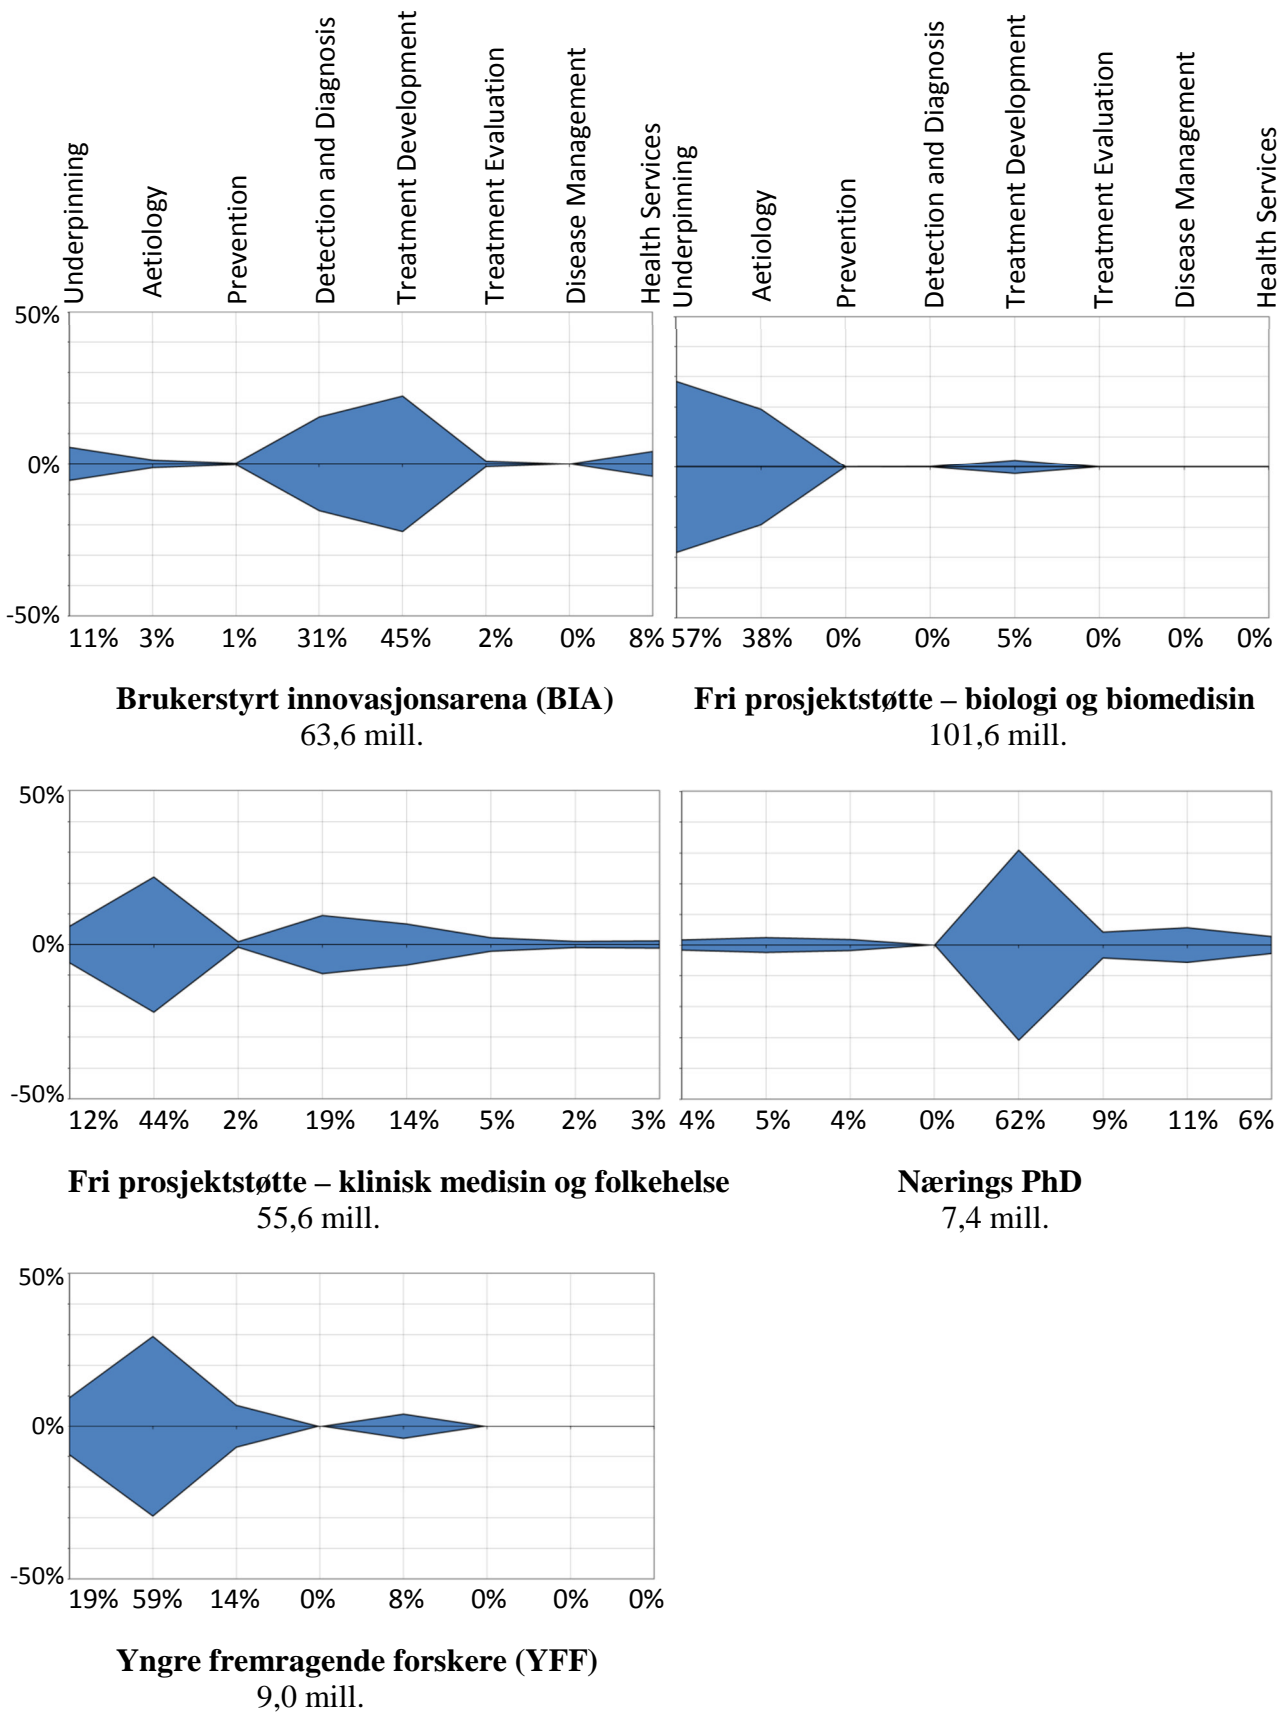 Underpinning
Aetiology
Prevention
Detection and Diagnosis
Treatment Development
Treatment Evaluation
Disease Management
Health Services
Underpinning
Aetiology
Prevention
Detection and Diagnosis
Treatment Development
Treatment Evaluation
Disease Management
Health Services
50%
0%
-50%
11% 3% 1% 31% 45% 2% 0% 8%
57% 38% 0% 0% 5% 0% 0% 0%
Brukerstyrt innovasjonsarena (BIA)
63,6 mill.
Fri prosjektstøtte – biologi og biomedisin
101,6 mill.
50%
0%
-50%
12% 44% 2% 19% 14% 5% 2% 3%
4% 5% 4% 0% 62% 9% 11% 6%
Fri prosjektstøtte – klinisk medisin og folkehelse
55,6 mill.
Nærings PhD
7,4 mill.
50%
0%
-50%
19% 59% 14% 0% 8% 0% 0% 0%
Yngre fremragende forskere (YFF)
9,0 mill.